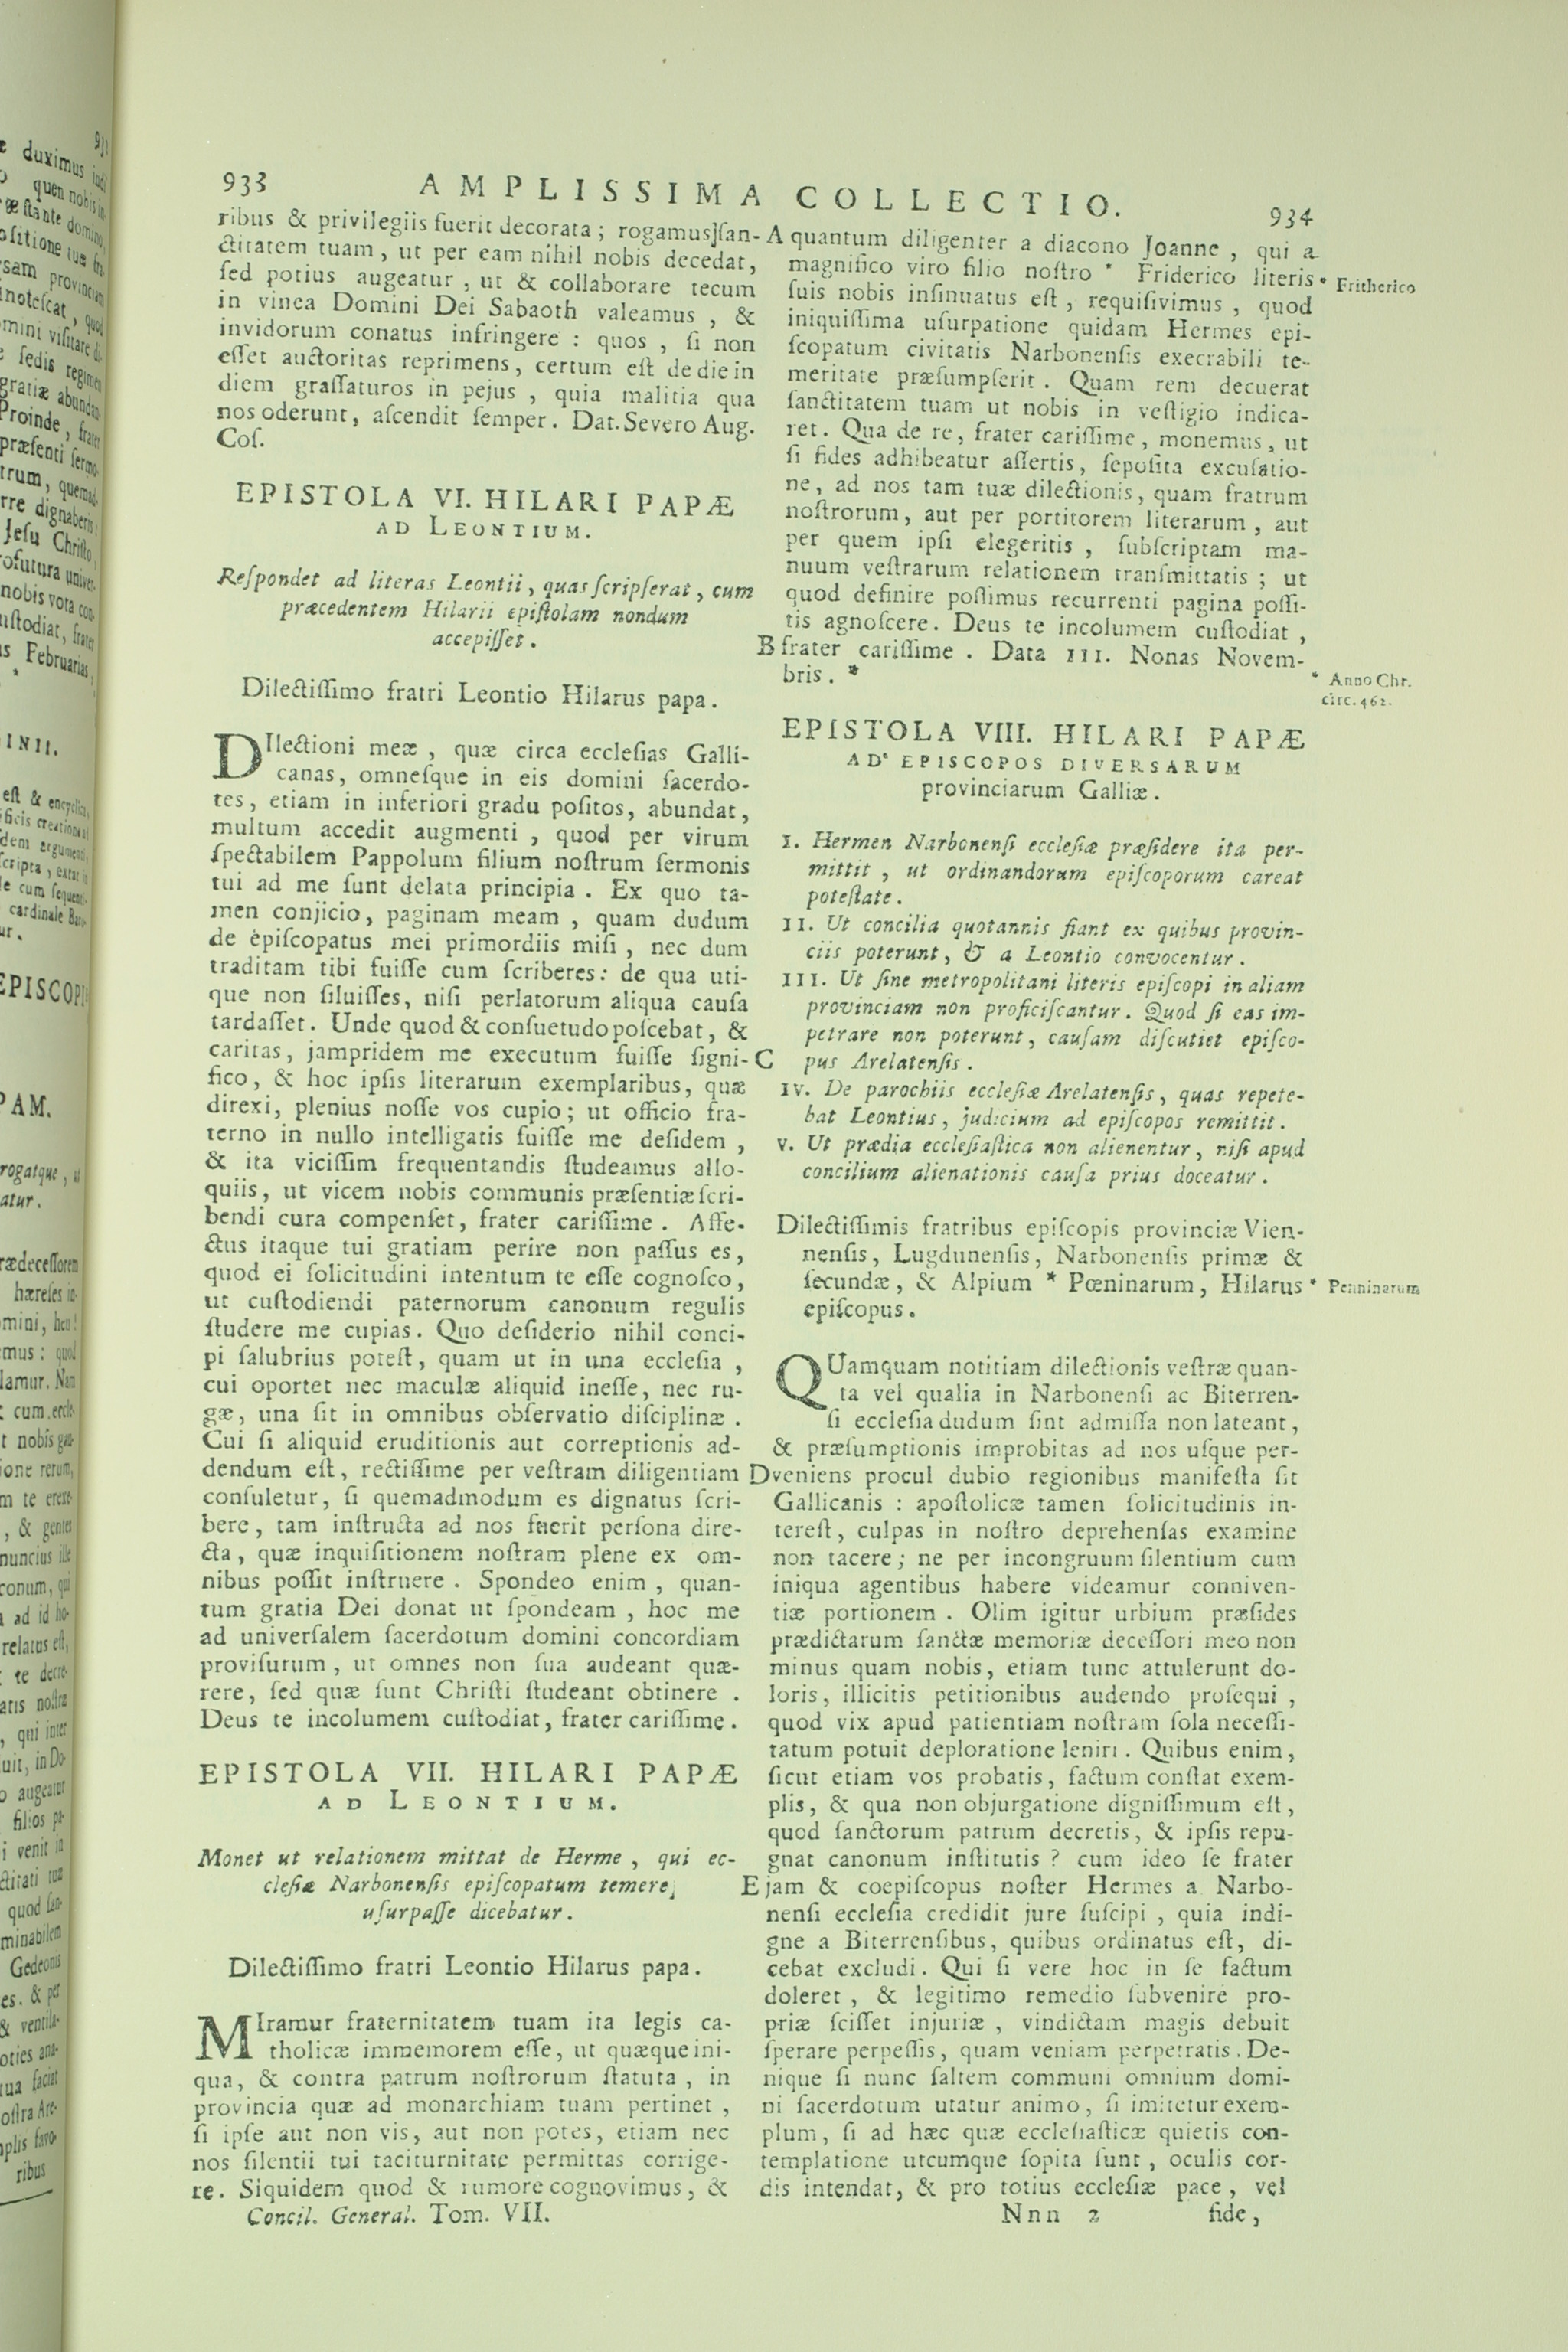 933
AMPLISSIMA COLLECTIO.
934
ribus & privilegiis fuerit decorata ; rogamus ſan-
ctitatem tuam, ut per eam nihil nobis decedat,
ſed potius augeatur, ut & collaborare tecum
in vinea Domini Dei Sabaoth valeamus, &
invidorum conatus infringere : quos, ſi non
eſſet auctoritas reprimens, certum eſt de die in
diem graſſaturos in pejus, quia malitia qua
nos oderunt, aſcendit ſemper. Dat. Severo Aug.
Coſ.
EPISTOLA VI. HILARI PAPÆ
AD LEONTIUM.
Reſpondet ad literas Leontii, quas ſcripſerat, cum
præcedentem Hilarii epiſtolam nondum
accepiſſet.
Dilectiſſimo fratri Leontio Hilarus papa.
DIlectioni meæ, quæ circa eccleſias Galli-
canas, omneſque in eis domini ſacerdo-
tes, etiam in inferiori gradu poſitos, abundat,
multum accedit augmenti, quod per virum
ſpectabilem Pappolum filium noſtrum ſermonis
tui ad me ſunt delata principia. Ex quo ta-
men conjicio, paginam meam, quam dudum
de epiſcopatus mei primordiis miſi, nec dum
traditam tibi fuiſſe cum ſcriberes: de qua uti-
que non ſiluiſſes, niſi perlatorum aliqua cauſa
tardaſſet. Unde quod & conſuetudo poſcebat, &
caritas, jampridem me executum fuiſſe ſigni-
fico, & hoc ipſis literarum exemplaribus, quæ
direxi, plenius noſſe vos cupio; ut officio fra-
terno in nullo intelligatis fuiſſe me deſidem,
& ita viciſſim frequentandis ſtudeamus allo-
quiis, ut vicem nobis communis præſentiæ ſcri-
bendi cura compenſet, frater cariſſime. Affe-
ctus itaque tui gratiam perire non paſſus es,
quod ei ſolicitudini intentum te eſſe cognoſco,
ut cuſtodiendi paternorum canonum regulis
ſtudere me cupias. Quo deſiderio nihil conci-
pi ſalubrius poteſt, quam ut in una eccleſia,
cui oportet nec maculæ aliquid ineſſe, nec ru-
gæ, una ſit in omnibus obſervatio diſciplinæ.
Cui ſi aliquid eruditionis aut correptionis ad-
dendum eſt, rectiſſime per veſtram diligentiam
conſuletur, ſi quemadmodum es dignatus ſcri-
bere, tam inſtructa ad nos fuerit perſona dire-
cta, quæ inquiſitionem noſtram plene ex om-
nibus poſſit inſtruere. Spondeo enim, quan-
tum gratia Dei donat ut ſpondeam, hoc me
ad univerſalem ſacerdotum domini concordiam
proviſurum, ut omnes non ſua audeant quæ-
rere, ſed quæ ſunt Chriſti ſtudeant obtinere.
Deus te incolumem cuſtodiat, frater cariſſime.
EPISTOLA VII. HILARI PAPÆ
AD LEONTIUM.
Monet ut relationem mittat de Herme, qui ec-
cleſiæ Narbonenſis epiſcopatum temere
uſurpaſſe dicebatur.
Dilectiſſimo fratri Leontio Hilarus papa.
MIramur fraternitatem tuam ita legis ca-
tholicæ immemorem eſſe, ut quæque ini-
qua, & contra patrum noſtrorum ſtatuta, in
provincia quæ ad monarchiam tuam pertinet,
ſi ipſe aut non vis, aut non potes, etiam nec
nos ſilentii tui taciturnitate permittas corrige-
re. Siquidem quod & rumore cognovimus, &
Concil. General. Tom. VII.
A quantum diligenter a diacono Joanne, qui a
magnifico viro filio noſtro * Friderico literis
* Fritherico
ſuis nobis inſinuatus eſt, requiſivimus, quod
iniquiſſima uſurpatione quidam Hermes epi-
ſcopatum civitatis Narbonenſis execrabili te-
meritate præſumpſerit. Quam rem decuerat
ſanctitatem tuam ut nobis in veſtigio indica-
ret. Qua de re, frater cariſſime, monemus, ut
ſi fides adhibeatur aſſertis, ſepoſita excuſatio-
ne, ad nos tam tuæ dilectionis, quam fratrum
noſtrorum, aut per portitorem literarum, aut
per quem ipſi elegeritis, ſubſcriptam ma-
nuum veſtrarum relationem tranſmittatis ; ut
quod definire poſſimus recurrenti pagina poſſi-
tis agnoſcere. Deus te incolumem cuſtodiat,
B frater cariſſime. Data III. Nonas Novem-
bris. *
* Anno Chr.
circ. 462.
EPISTOLA VIII. HILARI PAPÆ
AD EPISCOPOS DIVERSARUM
provinciarum Galliæ.
I. Hermen Narbonenſi eccleſiæ præſidere ita per-
mittit, ut ordinandorum epiſcoporum careat
poteſtate.
II. Ut concilia quotannis fiant ex quibus provin-
ciis poterunt, & a Leontio convocentur.
III. Ut ſine metropolitani literis epiſcopi in aliam
provinciam non proficiſcantur. Quod ſi eas im-
petrare non poterunt, cauſam diſcutiet epiſco-
C pus Arelatenſis.
IV. De parochiis eccleſiæ Arelatenſis, quas repete-
bat Leontius, judicium ad epiſcopos remittit.
V. Ut prædia eccleſiaſtica non alienentur, niſi apud
concilium alienationis cauſa prius doceatur.
Dilectiſſimis fratribus epiſcopis provinciæ Vien-
nenſis, Lugdunenſis, Narbonenſis primæ &
ſecundæ, & Alpium * Pœninarum, Hilarus
* Penninarum
epiſcopus.
QUamquam notitiam dilectionis veſtræ quan-
ta vel qualia in Narbonenſi ac Biterren-
ſi eccleſia dudum ſint admiſſa non lateant,
& præſumptionis improbitas ad nos uſque per-
D veniens procul dubio regionibus manifeſta ſit
Gallicanis : apoſtolicæ tamen ſolicitudinis in-
tereſt, culpas in noſtro deprehenſas examine
non tacere; ne per incongruum ſilentium cum
iniqua agentibus habere videamur conniven-
tiæ portionem. Olim igitur urbium præſides
prædictarum ſanctæ memoriæ deceſſori meo non
minus quam nobis, etiam tunc attulerunt do-
loris, illicitis petitionibus audendo proſequi,
quod vix apud patientiam noſtram ſola neceſſi-
tatum potuit deploratione leniri. Quibus enim,
ſicut etiam vos probatis, factum conſtat exem-
plis, & qua non objurgatione digniſſimum eſt,
quod ſanctorum patrum decretis, & ipſis repu-
gnat canonum inſtitutis ? cum ideo ſe frater
E jam & coepiſcopus noſter Hermes a Narbo-
nenſi eccleſia credidit jure ſuſcipi, quia indi-
gne a Biterrenſibus, quibus ordinatus eſt, di-
cebat excludi. Qui ſi vere hoc in ſe factum
doleret, & legitimo remedio ſubvenire pro-
priæ ſciſſet injuriæ, vindictam magis debuit
ſperare perpeſſis, quam veniam perpetratis. De-
nique ſi nunc ſaltem communi omnium domi-
ni ſacerdotum utatur animo, ſi imitetur exem-
plum, ſi ad hæc quæ eccleſiaſticæ quietis con-
templatione utcumque ſopita ſunt, oculis cor-
dis intendat, & pro totius eccleſiæ pace, vel
Nnn 2
fide,